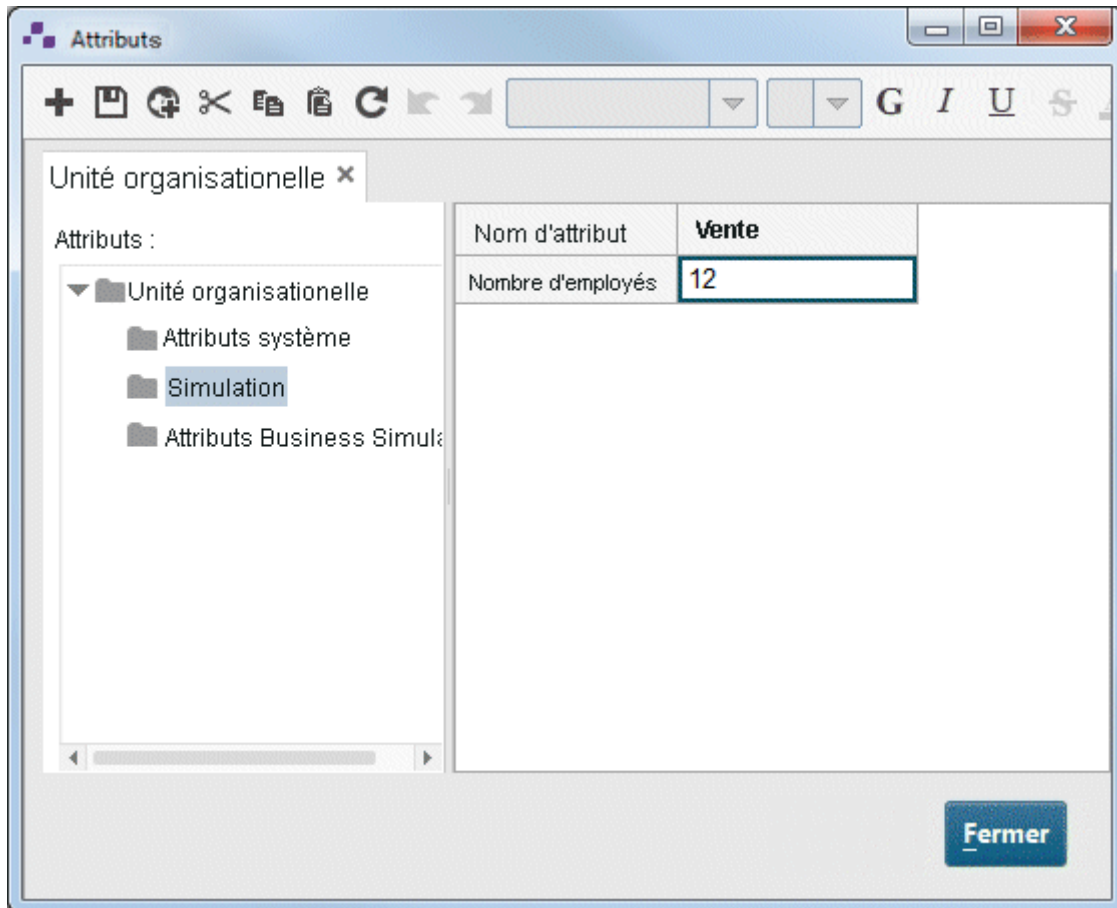 Attributs
G I U S
Unité organisationelle
Attributs :
Nom d'attribut Vente
Nombre d'employés 12
Unité organisationelle
Attributs système
Simulation
Attributs Business Simula
Fermer